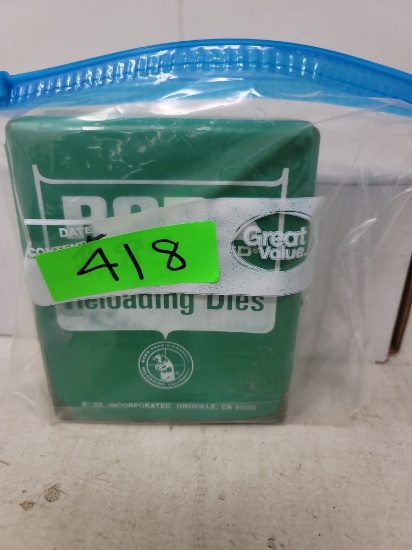 DATE
CONTENT
Great
Value
418
Reloading Dies
RCBS, INCORPORATED, OROVILLE, CA 95965